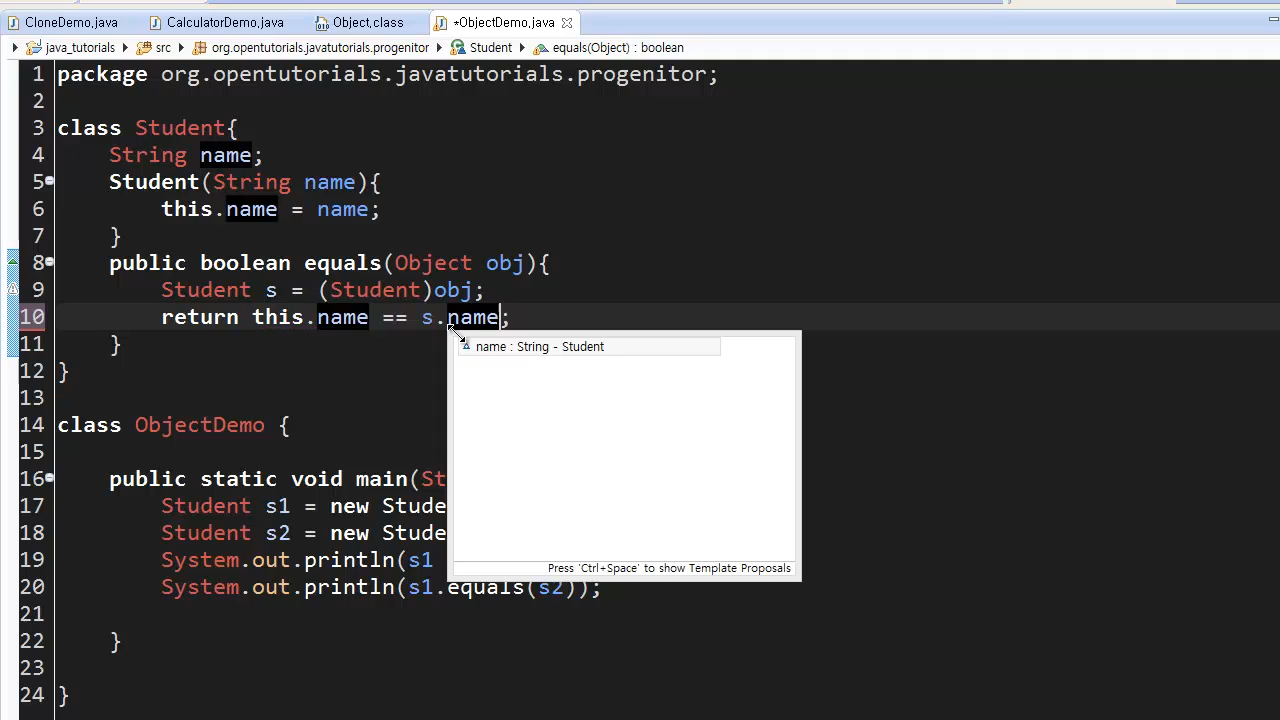 CloneDemo.java CalculatorDemo.java Object.class *ObjectDemo.java
java_tutorials src org.opentutorials.javatutorials.progenitor Student equals(Object) : boolean
1 package org.opentutorials.javatutorials.progenitor;
2
3 class Student{
4 String name;
5 Student(String name){
6 this.name = name;
7 }
8 public boolean equals(Object obj){
9 Student s = (Student)obj;
10 return this.name == s.name;
name : String - Student
11 }
12 }
13
14 class ObjectDemo {
15
16 public static void main(St
17 Student s1 = new Stude
18 Student s2 = new Stude
19 System.out.println(s1
Press 'Ctrl+Space' to show Template Proposals
20 System.out.println(s1.equals(s2));
21
22 }
23
24 }